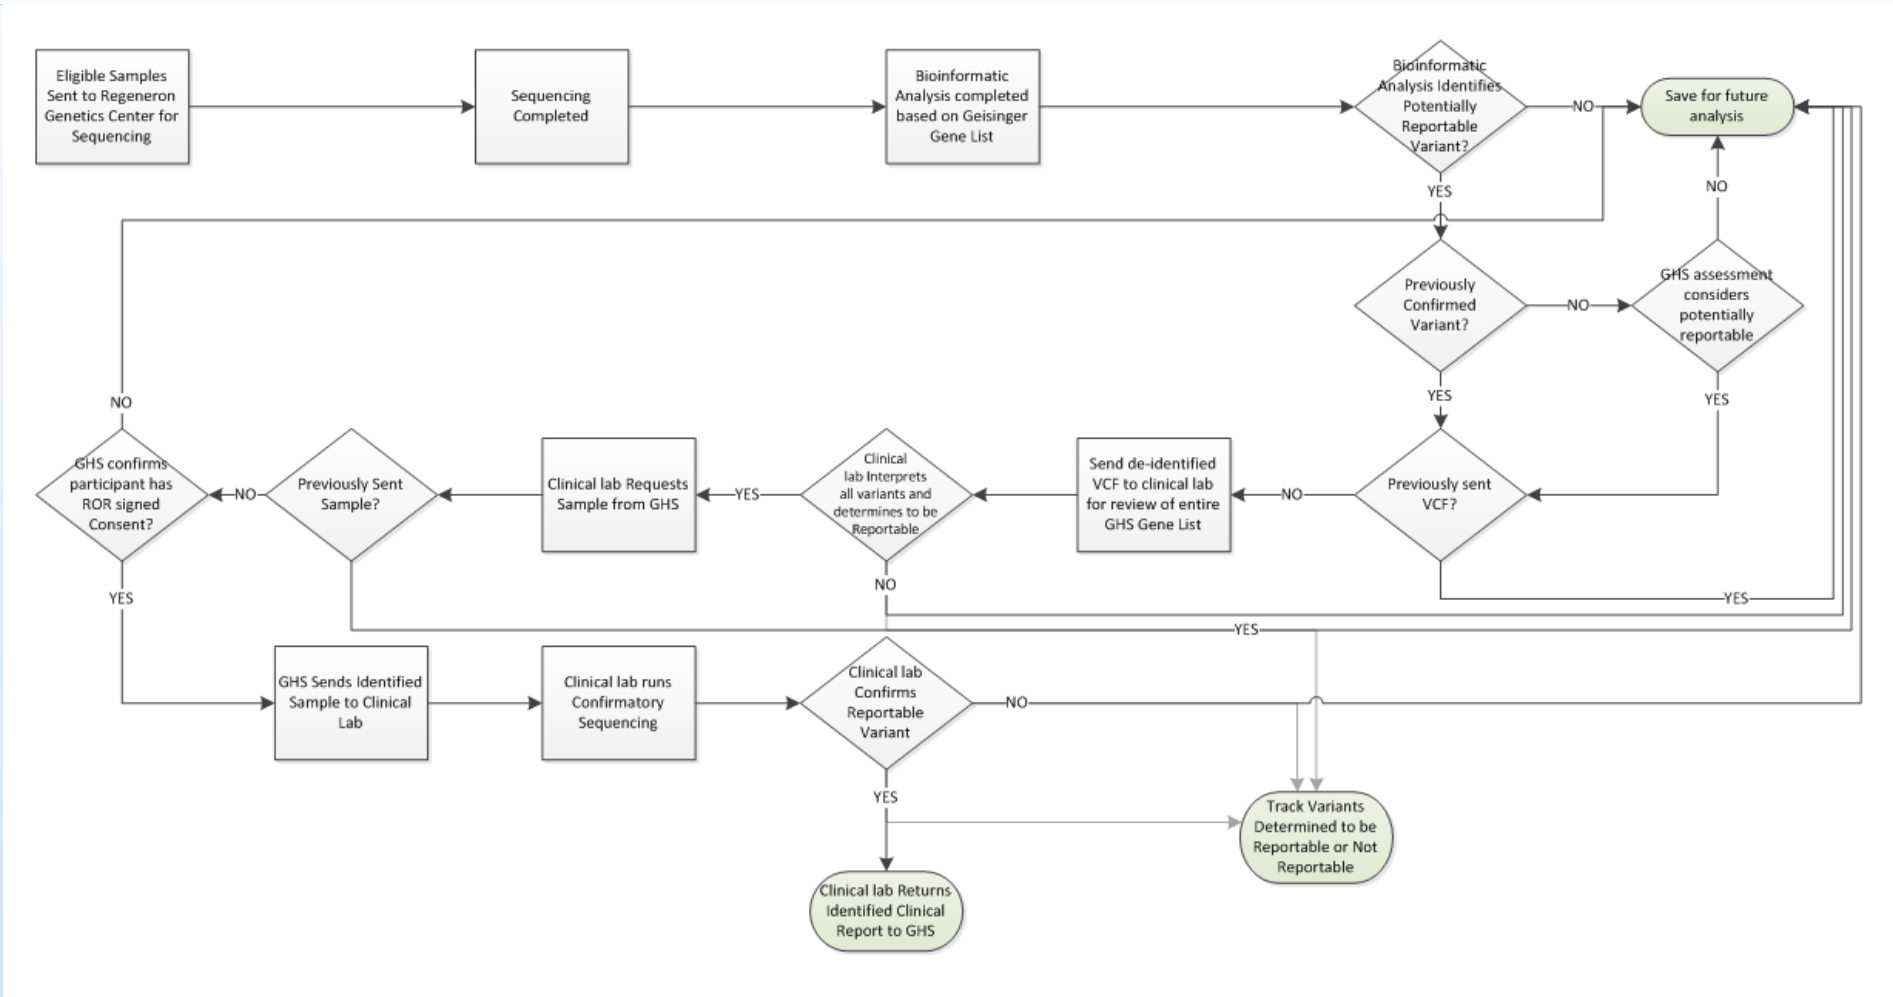 Eligible Samples
Sent to Regeneron
Genetics Center for
Sequencing
Sequencing
Completed
Bioinformatic
Analysis completed
based on Geisinger
Gene List
Bioinformatic
Analysis Identifies
Potentially
Reportable
Variant?
NO
Save for future
analysis
YES
NO
Previously
Confirmed
Variant?
NO
GHS assessment
considers
potentially
reportable
YES
YES
NO
GHS confirms
participant has
ROR signed
Consent?
NO
Previously Sent
Sample?
Clinical lab Requests
Sample from GHS
YES
Clinical
lab Interprets
all variants and
determines to be
Reportable
Send de-identified
VCF to clinical lab
for review of entire
GHS Gene List
NO
Previously sent
VCF?
YES
NO
YES
YES
GHS Sends Identified
Sample to Clinical
Lab
Clinical lab runs
Confirmatory
Sequencing
Clinical lab
Confirms
Reportable
Variant
NO
YES
Track Variants
Determined to be
Reportable or Not
Reportable
Clinical lab Returns
Identified Clinical
Report to GHS